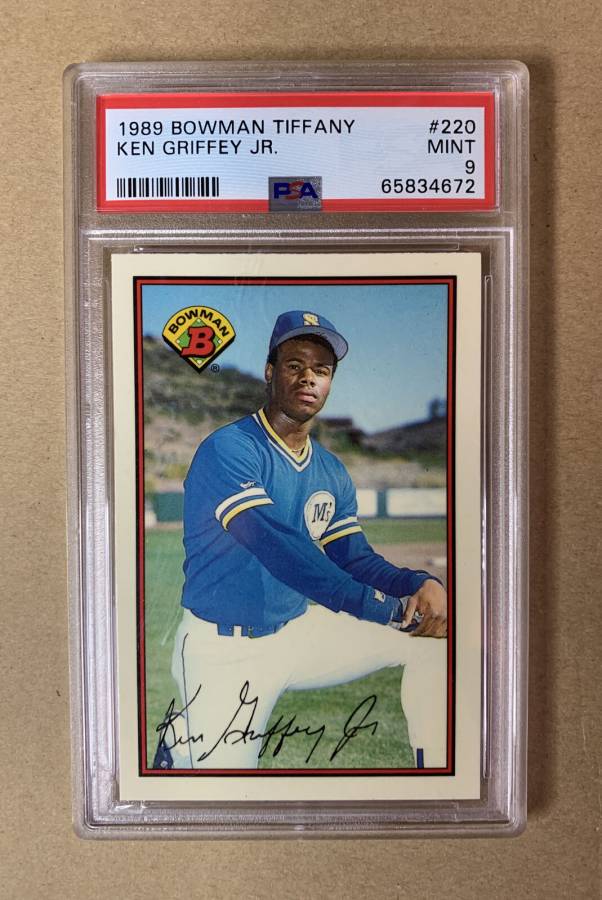 1989 BOWMAN TIFFANY #220
KEN GRIFFEY JR. MINT
9
PSA 65834672
BOWMAN
B
®
S
M's
Ken Griffey Jr